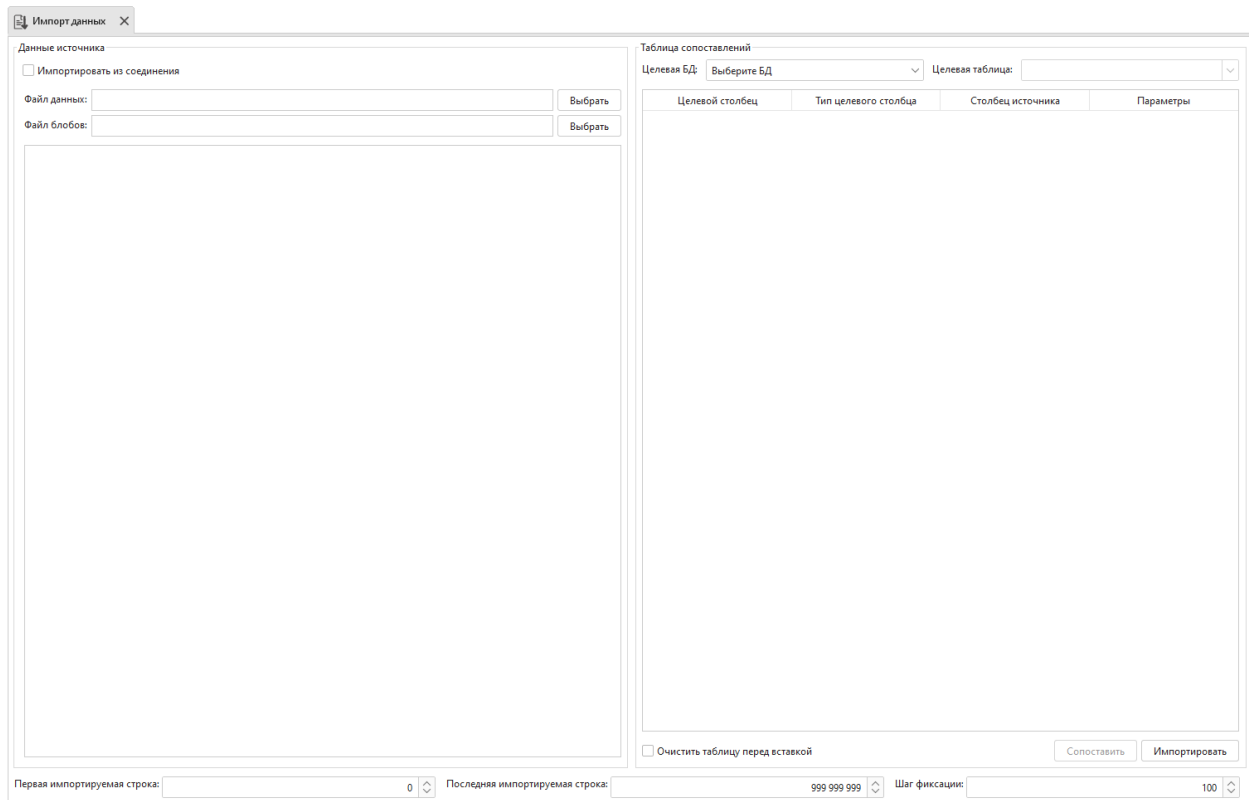 Импорт данных
Данные источника
Импортировать из соединения
Файл данных: Выбрать
Файл блобов: Выбрать
Таблица сопоставлений
Целевая БД: Выберите БД Целевая таблица:
Целевой столбец Тип целевого столбца Столбец источника Параметры
Очистить таблицу перед вставкой Сопоставить Импортировать
Первая импортируемая строка: 0 Последняя импортируемая строка: 999 999 999 Шаг фиксации: 100